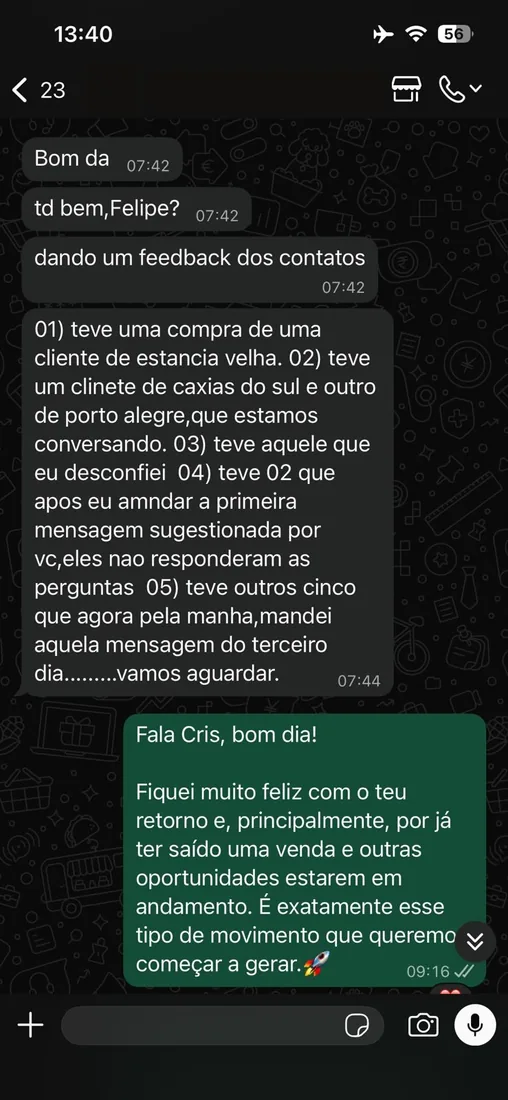 13:40
56
23
Bom da 07:42
td bem,Felipe? 07:42
dando um feedback dos contatos
07:42
01) teve uma compra de uma
cliente de estancia velha. 02) teve
um clinete de caxias do sul e outro
de porto alegre,que estamos
conversando. 03) teve aquele que
eu desconfiei 04) teve 02 que
apos eu amndar a primeira
mensagem sugestionada por
vc,eles nao responderam as
perguntas 05) teve outros cinco
que agora pela manha,mandei
aquela mensagem do terceiro
dia.........vamos aguardar. 07:44
Fala Cris, bom dia!
Fiquei muito feliz com o teu
retorno e, principalmente, por já
ter saído uma venda e outras
oportunidades estarem em
andamento. É exatamente esse
tipo de movimento que queremo
começar a gerar.🚀 09:16